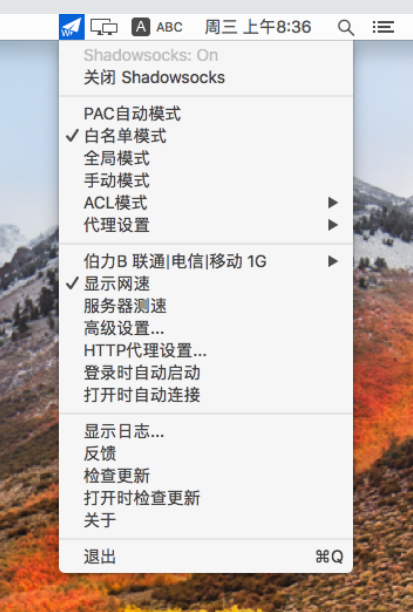 A ABC 周三 上午8:36
Shadowsocks: On
关闭 Shadowsocks
PAC自动模式
白名单模式
全局模式
手动模式
ACL模式
代理设置
伯力B 联通|电信|移动 1G
显示网速
服务器测速
高级设置...
HTTP代理设置...
登录时自动启动
打开时自动连接
显示日志...
反馈
检查更新
打开时检查更新
关于
退出 ⌘Q